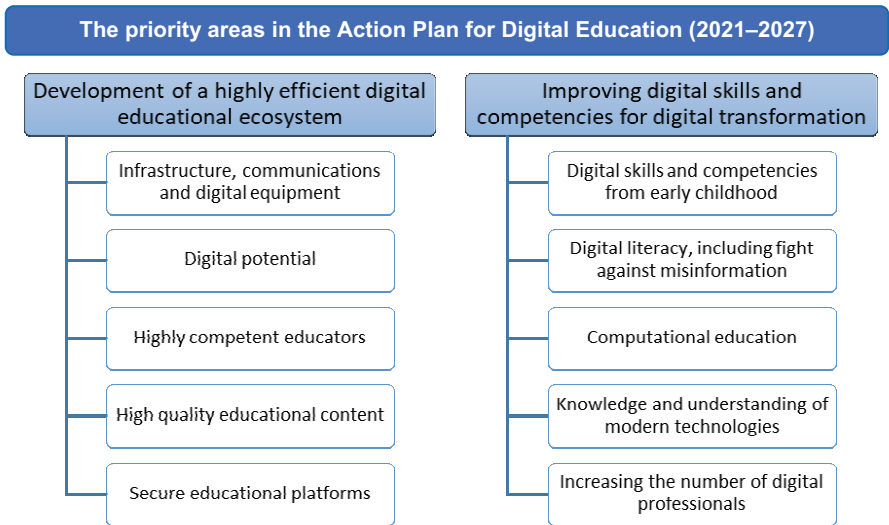 The priority areas in the Action Plan for Digital Education (2021–2027)
Development of a highly efficient digital
educational ecosystem
Infrastructure, communications
and digital equipment
Digital potential
Highly competent educators
High quality educational content
Secure educational platforms
Improving digital skills and
competencies for digital transformation
Digital skills and competencies
from early childhood
Digital literacy, including fight
against misinformation
Computational education
Knowledge and understanding of
modern technologies
Increasing the number of digital
professionals